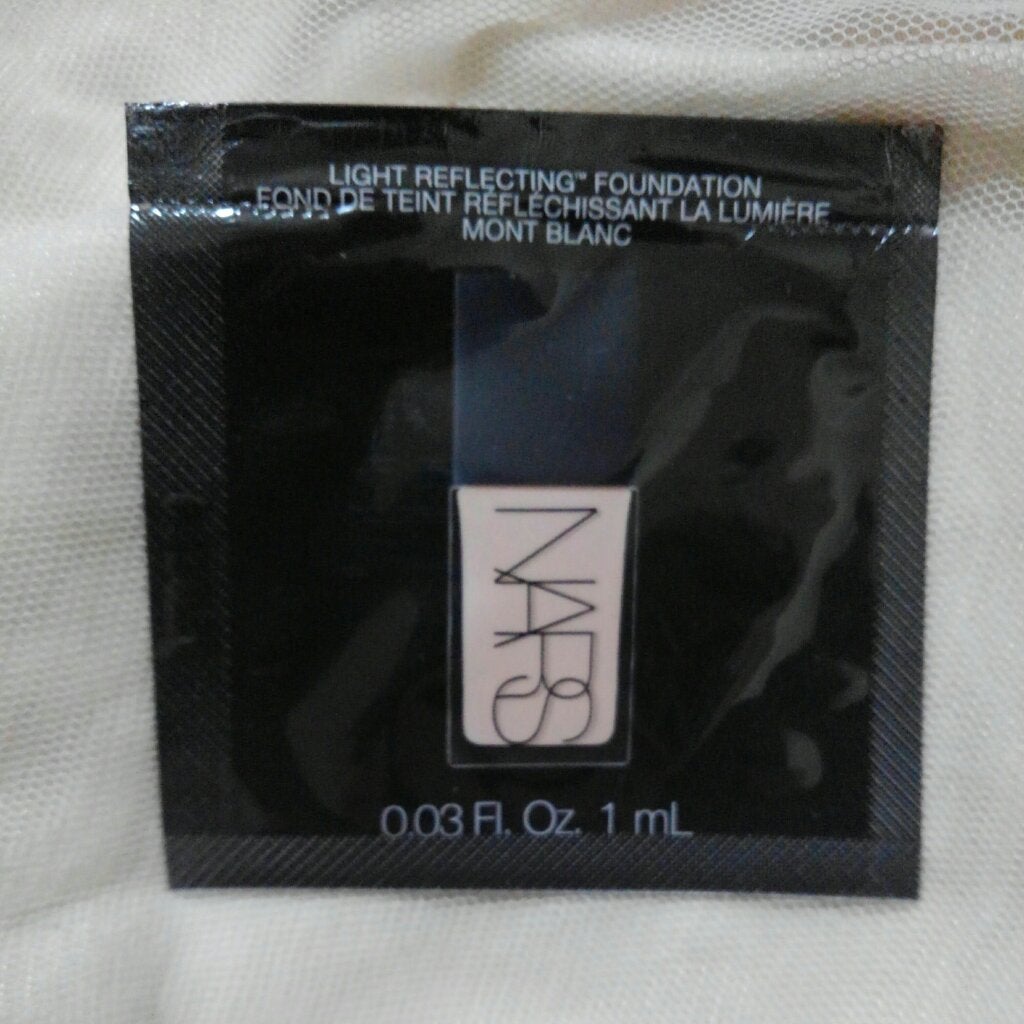 LIGHT REFLECTING™ FOUNDATION
FOND DE TEINT RÉFLÉCHISSANT LA LUMIÈRE
MONT BLANC
NARS
0.03 Fl. Oz. 1 mL